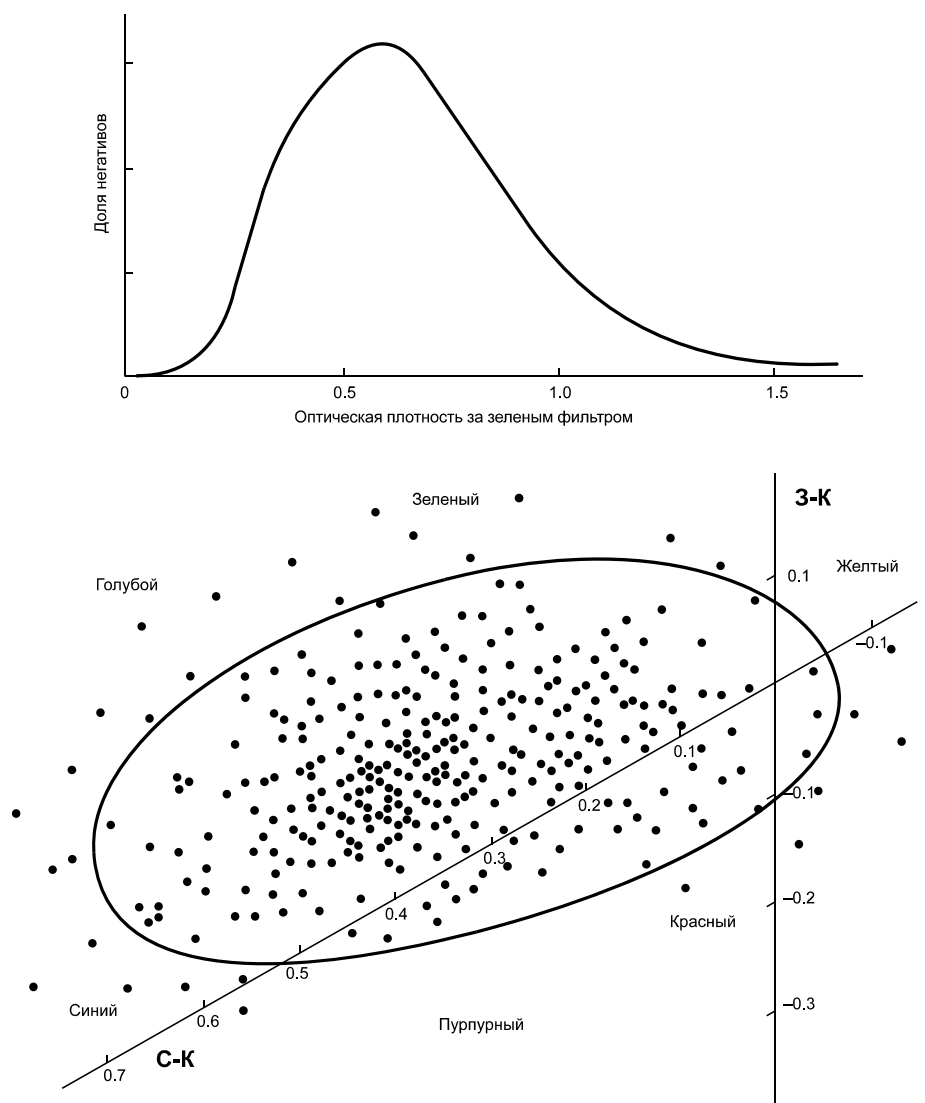 Доля негативов
0
0.5
1.0
1.5
Оптическая плотность за зеленым фильтром
Зеленый
З-К
Голубой
0.1
Желтый
–0.1
0.1
–0.1
0.2
0.3
0.4
–0.2
Красный
0.5
–0.3
Синий
0.6
Пурпурный
С-К
0.7